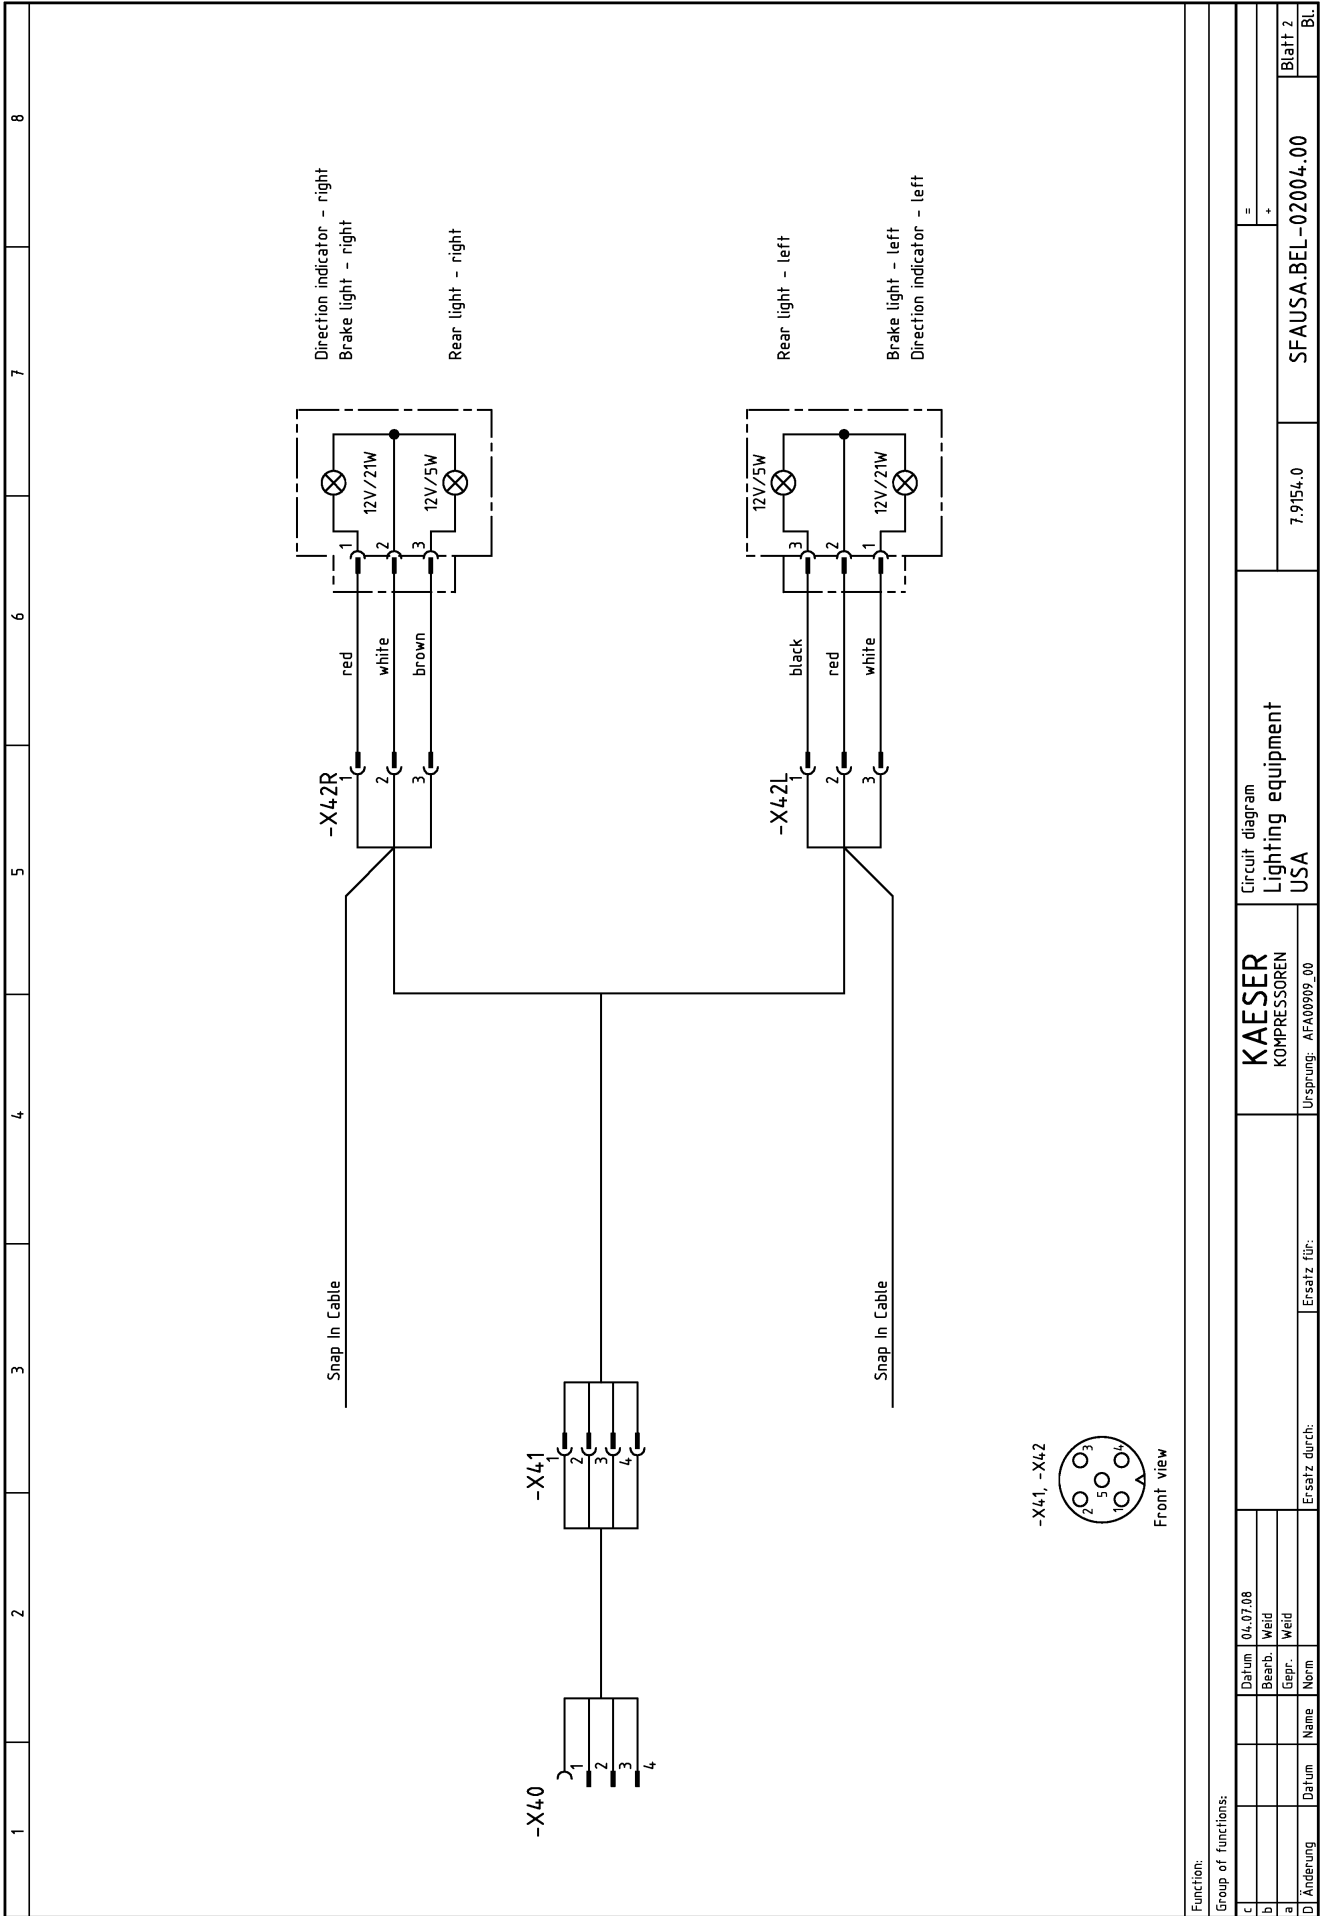 1
2
3
4
5
6
7
8
Direction indicator - right
Brake light - right
Rear light - right
12V/21W
12V/5W
1
2
3
red
white
brown
-X42R
1
2
3
Snap In Cable
-X40
1
2
3
4
-X41
1
2
3
4
Rear light - left
Brake light - left
Direction indicator - left
12V/5W
12V/21W
3
2
1
black
red
white
-X42L
1
2
3
Snap In Cable
-X41, -X42
2
3
5
1
4
Front view
Function:
Group of functions:
c
b
a
D
Änderung
Datum
Name
Datum 04.07.08
Bearb. Weid
Gepr. Weid
Norm
Ersatz durch:
Ersatz für:
KAESER
KOMPRESSOREN
Ursprung: AFA00909_00
Circuit diagram
Lighting equipment
USA
7.9154.0
=
+
SFAUSA.BEL-02004.00
Blatt 2
Bl.